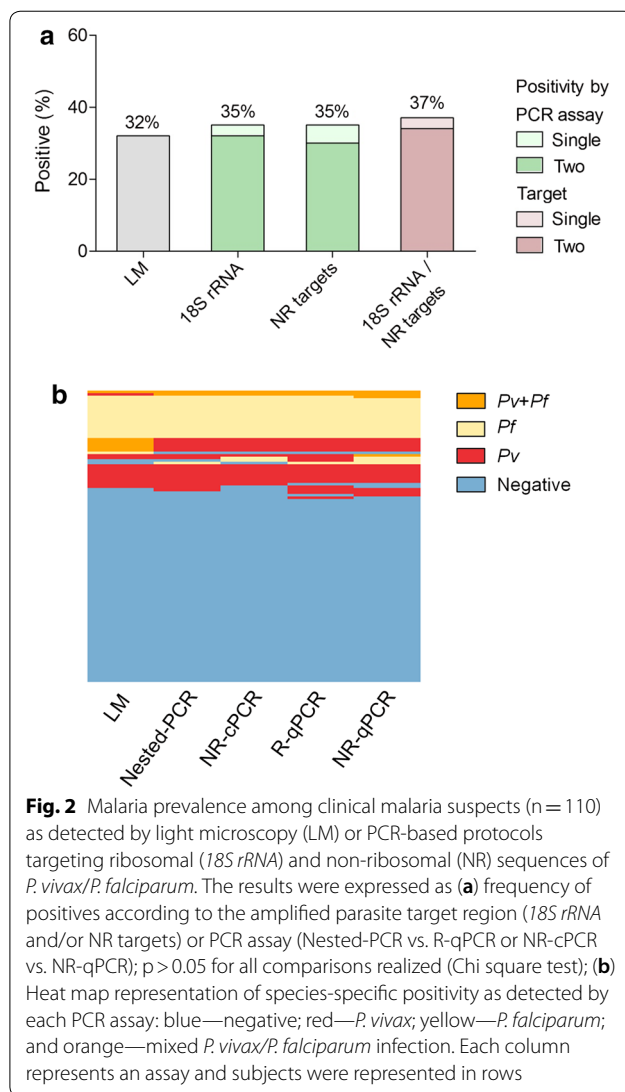 a
60
40
20
0
Positive (%)
32%
35%
35%
37%
LM
18S rRNA
NR targets
18S rRNA /
NR targets
Positivity by
PCR assay
Single
Two
Target
Single
Two
b
Pv+Pf
Pf
Pv
Negative
LM
Nested-PCR
NR-cPCR
R-qPCR
NR-qPCR
Fig. 2 Malaria prevalence among clinical malaria suspects (n = 110)
as detected by light microscopy (LM) or PCR-based protocols
targeting ribosomal (18S rRNA) and non-ribosomal (NR) sequences of
P. vivax/P. falciparum. The results were expressed as (a) frequency of
positives according to the amplified parasite target region (18S rRNA
and/or NR targets) or PCR assay (Nested-PCR vs. R-qPCR or NR-cPCR
vs. NR-qPCR); p > 0.05 for all comparisons realized (Chi square test); (b)
Heat map representation of species-specific positivity as detected by
each PCR assay: blue—negative; red—P. vivax; yellow—P. falciparum;
and orange—mixed P. vivax/P. falciparum infection. Each column
represents an assay and subjects were represented in rows